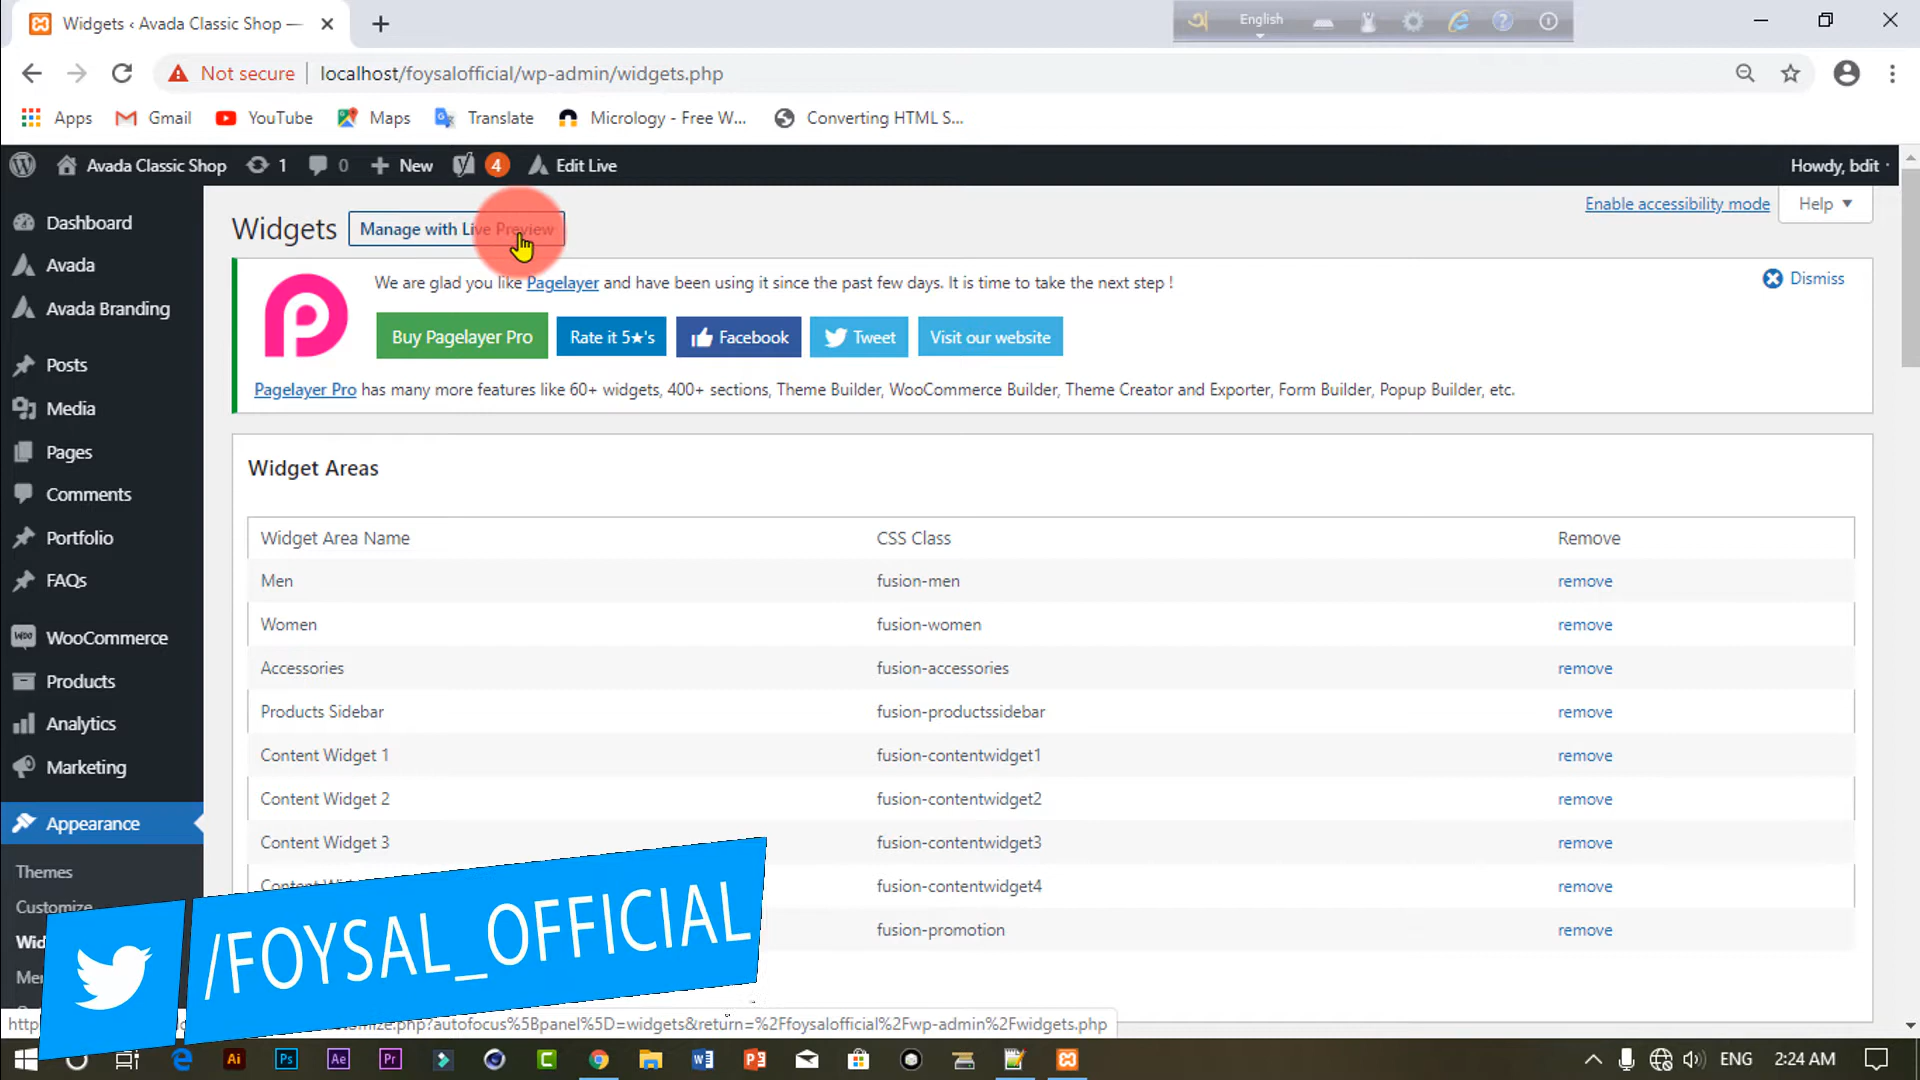 Widgets ‹ Avada Classic Shop —
English
Not secure
localhost/foysalofficial/wp-admin/widgets.php
Apps
Gmail
YouTube
Maps
Translate
Micrology - Free W...
Converting HTML S...
Avada Classic Shop
1
0
New
4
Edit Live
Howdy, bdit
Dashboard
Avada
Avada Branding
Posts
Media
Pages
Comments
Portfolio
FAQs
WooCommerce
Products
Analytics
Marketing
Appearance
Themes
Customize
Widgets
Manage with Live Preview
Enable accessibility mode
Help
We are glad you like Pagelayer and have been using it since the past few days. It is time to take the next step !
Dismiss
Buy Pagelayer Pro
Rate it 5★'s
Facebook
Tweet
Visit our website
Pagelayer Pro has many more features like 60+ widgets, 400+ sections, Theme Builder, WooCommerce Builder, Theme Creator and Exporter, Form Builder, Popup Builder, etc.
Widget Areas
Widget Area Name CSS Class Remove
Men fusion-men remove
Women fusion-women remove
Accessories fusion-accessories remove
Products Sidebar fusion-productssidebar remove
Content Widget 1 fusion-contentwidget1 remove
Content Widget 2 fusion-contentwidget2 remove
Content Widget 3 fusion-contentwidget3 remove
fusion-contentwidget4 remove
fusion-promotion remove
/FOYSAL_OFFICIAL
customize.php?autofocus%5Bpanel%5D=widgets&return=%2Ffoysalofficial%2Fwp-admin%2Fwidgets.php
Ai
Ps
Ae
Pr
ENG
2:24 AM